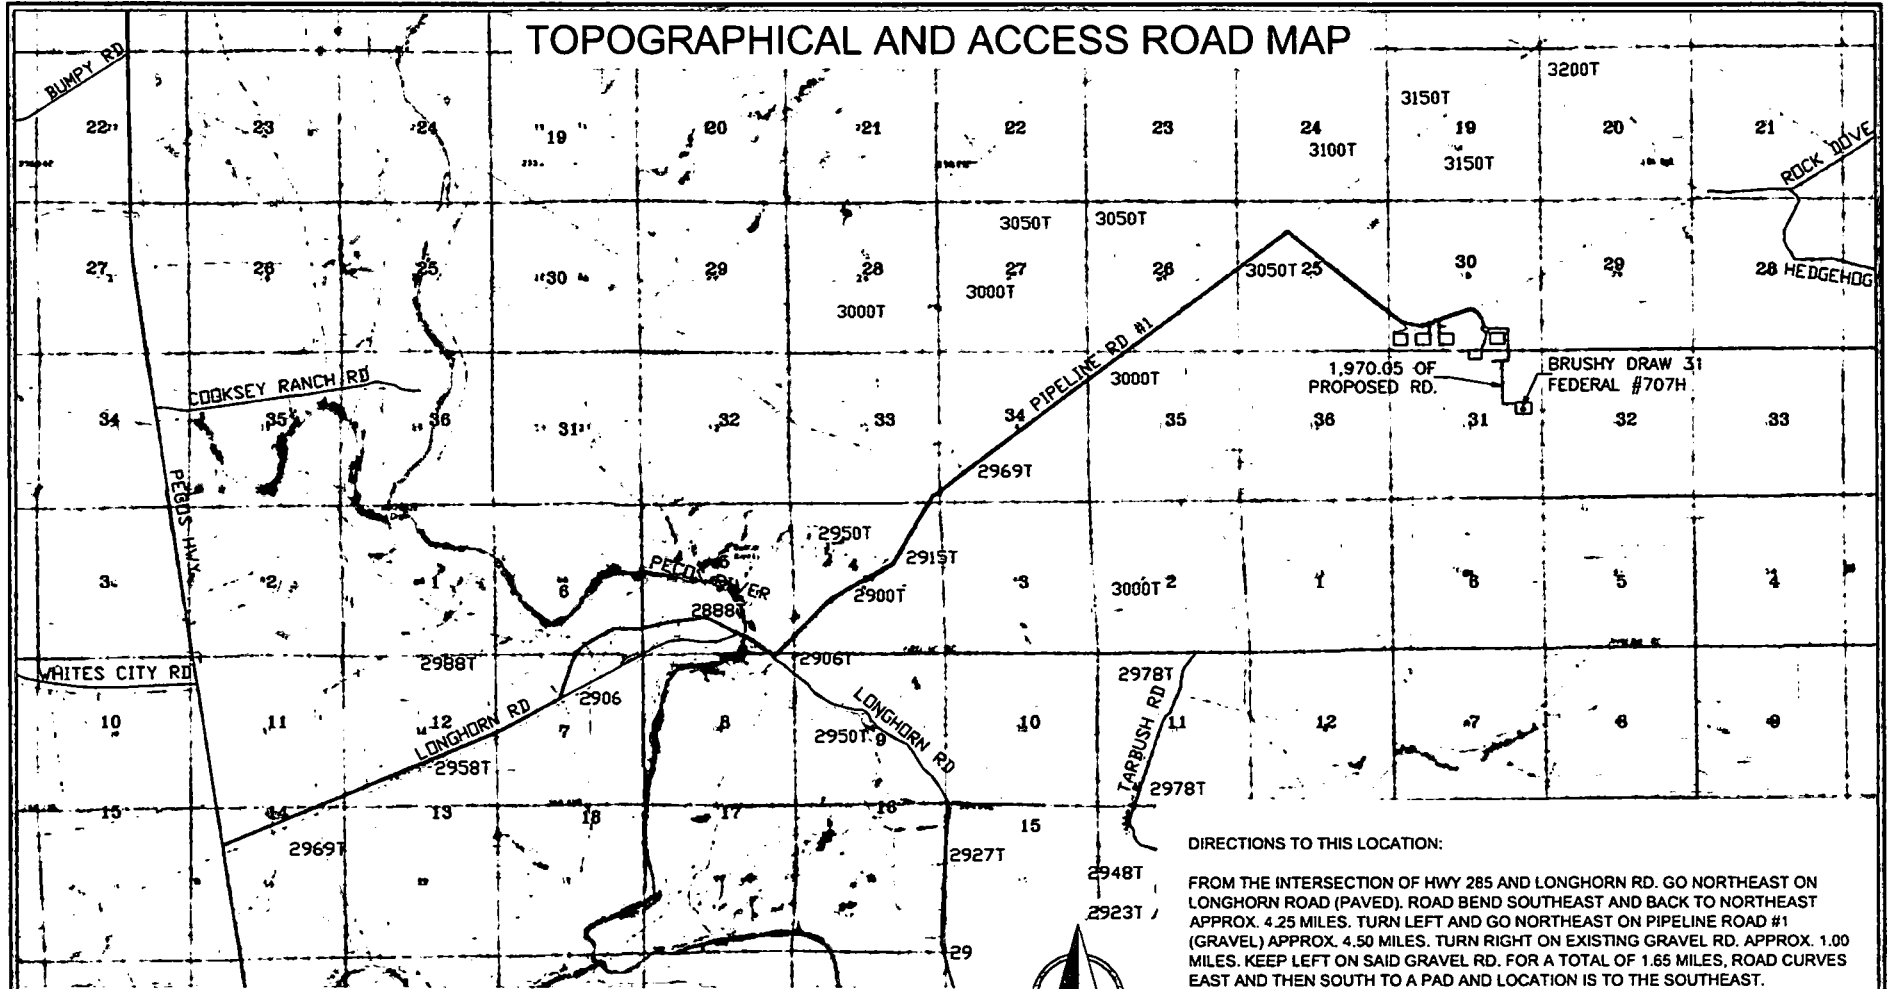 TOPOGRAPHICAL AND ACCESS ROAD MAP
BUMPY RD
3200T
3150T
22 23 24 19 20 21 22 23 24 19 20 21
3100T
3150T
ROCK DOVE
3050T 3050T
27 26 25 30 29 28 27 26 3050T 25 30 29 28 HEDGEHOG
3000T
3000T
PIPELINE RD #1
COOKSEY RANCH RD
3000T
1,970.05 OF
PROPOSED RD.
BRUSHY DRAW 31
FEDERAL #707H
34 35 36 31 32 33 34 35 36 31 32 33
2969T
PECOS HWY
2950T
2915T
PECOS RIVER
3 2 1 6 5 4 3 2 1 6 5 4
2900T
3000T
2888T
2988T
2906T
WHITES CITY RD
2978T
2906
LONGHORN RD
LONGHORN RD
TARBUSH RD
10 11 12 7 8 9 10 11 12 7 8 9
2950T
2958T
2978T
15 14 13 18 17 16 15
2969T
2927T
2948T
2923T
29
DIRECTIONS TO THIS LOCATION:
FROM THE INTERSECTION OF HWY 285 AND LONGHORN RD. GO NORTHEAST ON
LONGHORN ROAD (PAVED). ROAD BEND SOUTHEAST AND BACK TO NORTHEAST
APPROX. 4.25 MILES. TURN LEFT AND GO NORTHEAST ON PIPELINE ROAD #1
(GRAVEL) APPROX. 4.50 MILES. TURN RIGHT ON EXISTING GRAVEL RD. APPROX. 1.00
MILES. KEEP LEFT ON SAID GRAVEL RD. FOR A TOTAL OF 1.65 MILES, ROAD CURVES
EAST AND THEN SOUTH TO A PAD AND LOCATION IS TO THE SOUTHEAST.